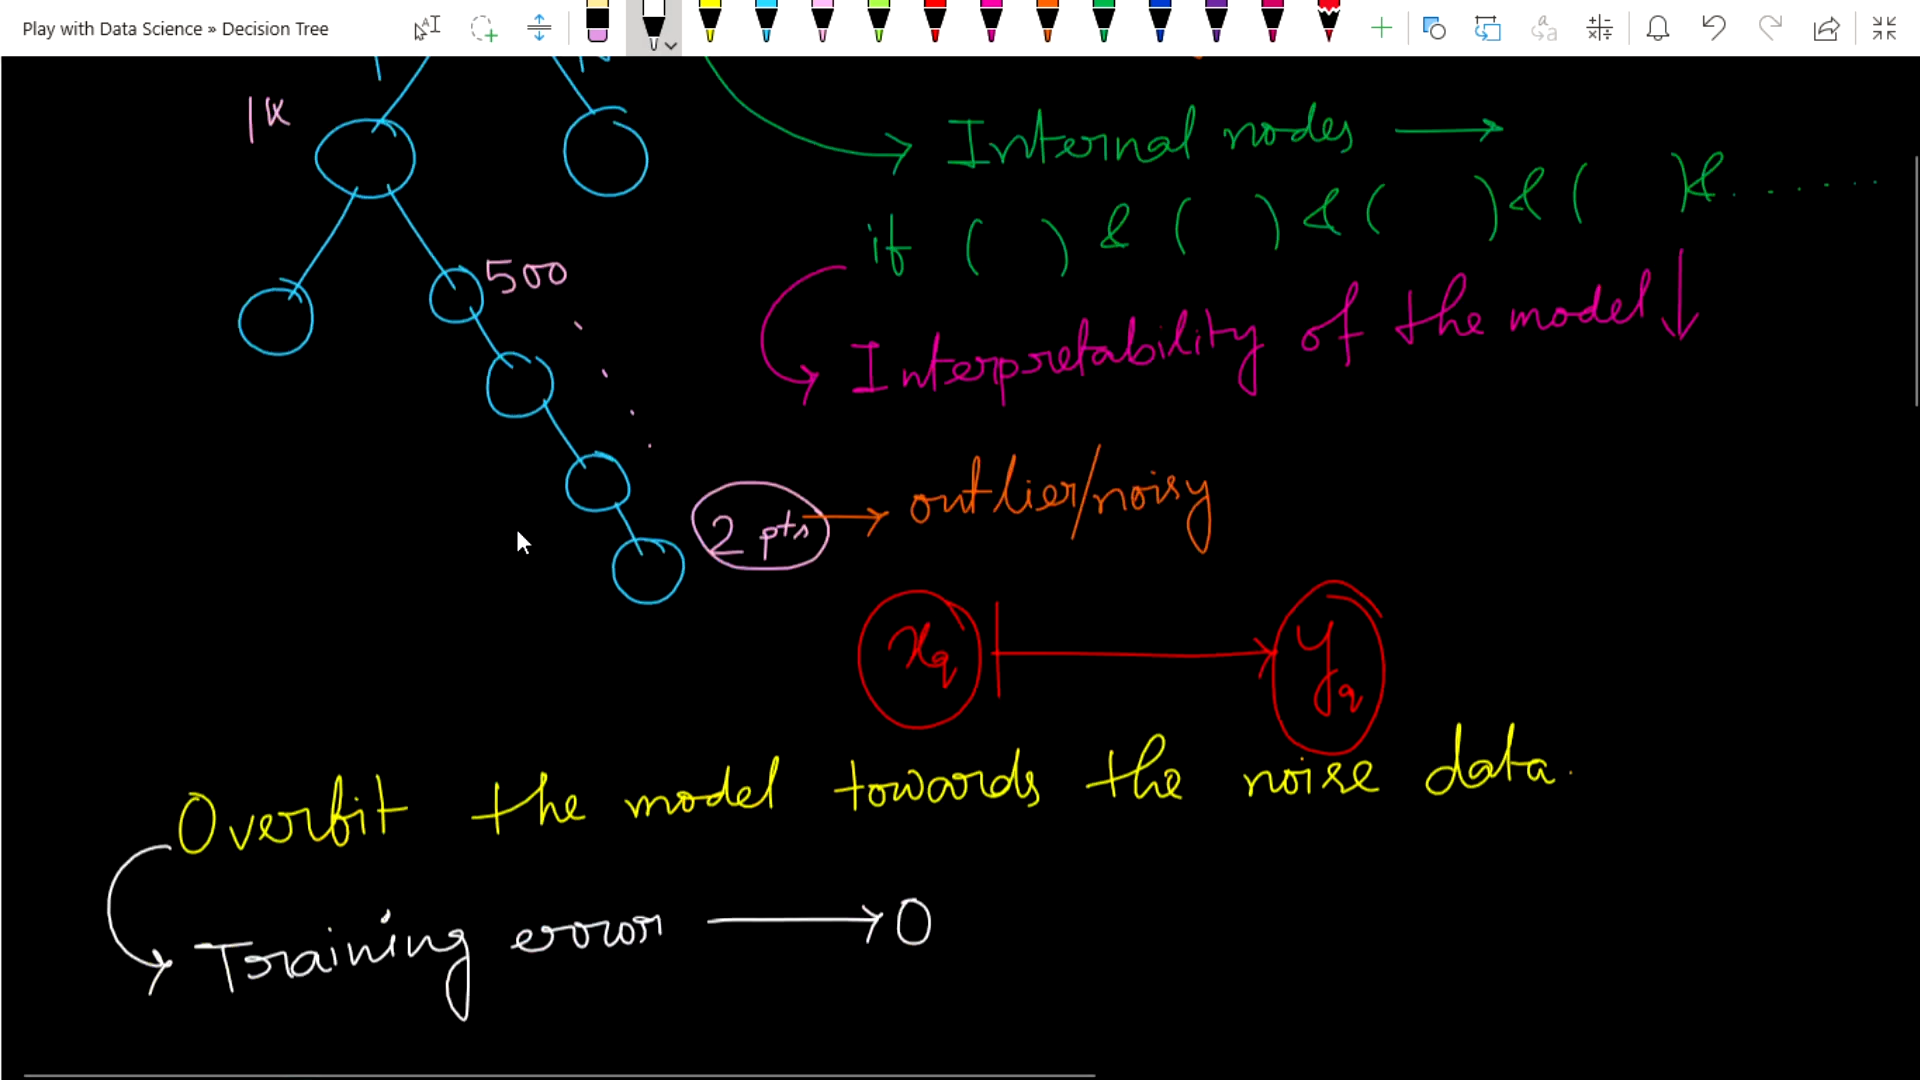 Play with Data Science » Decision Tree
1K
Internal nodes →
if ( ) & ( ) & ( ) & ( ) & .......
500
Interpretability of the model ↓
2 pts → outlier/noisy
xq → yq
Overfit the model towards the noise data.
Training error → 0